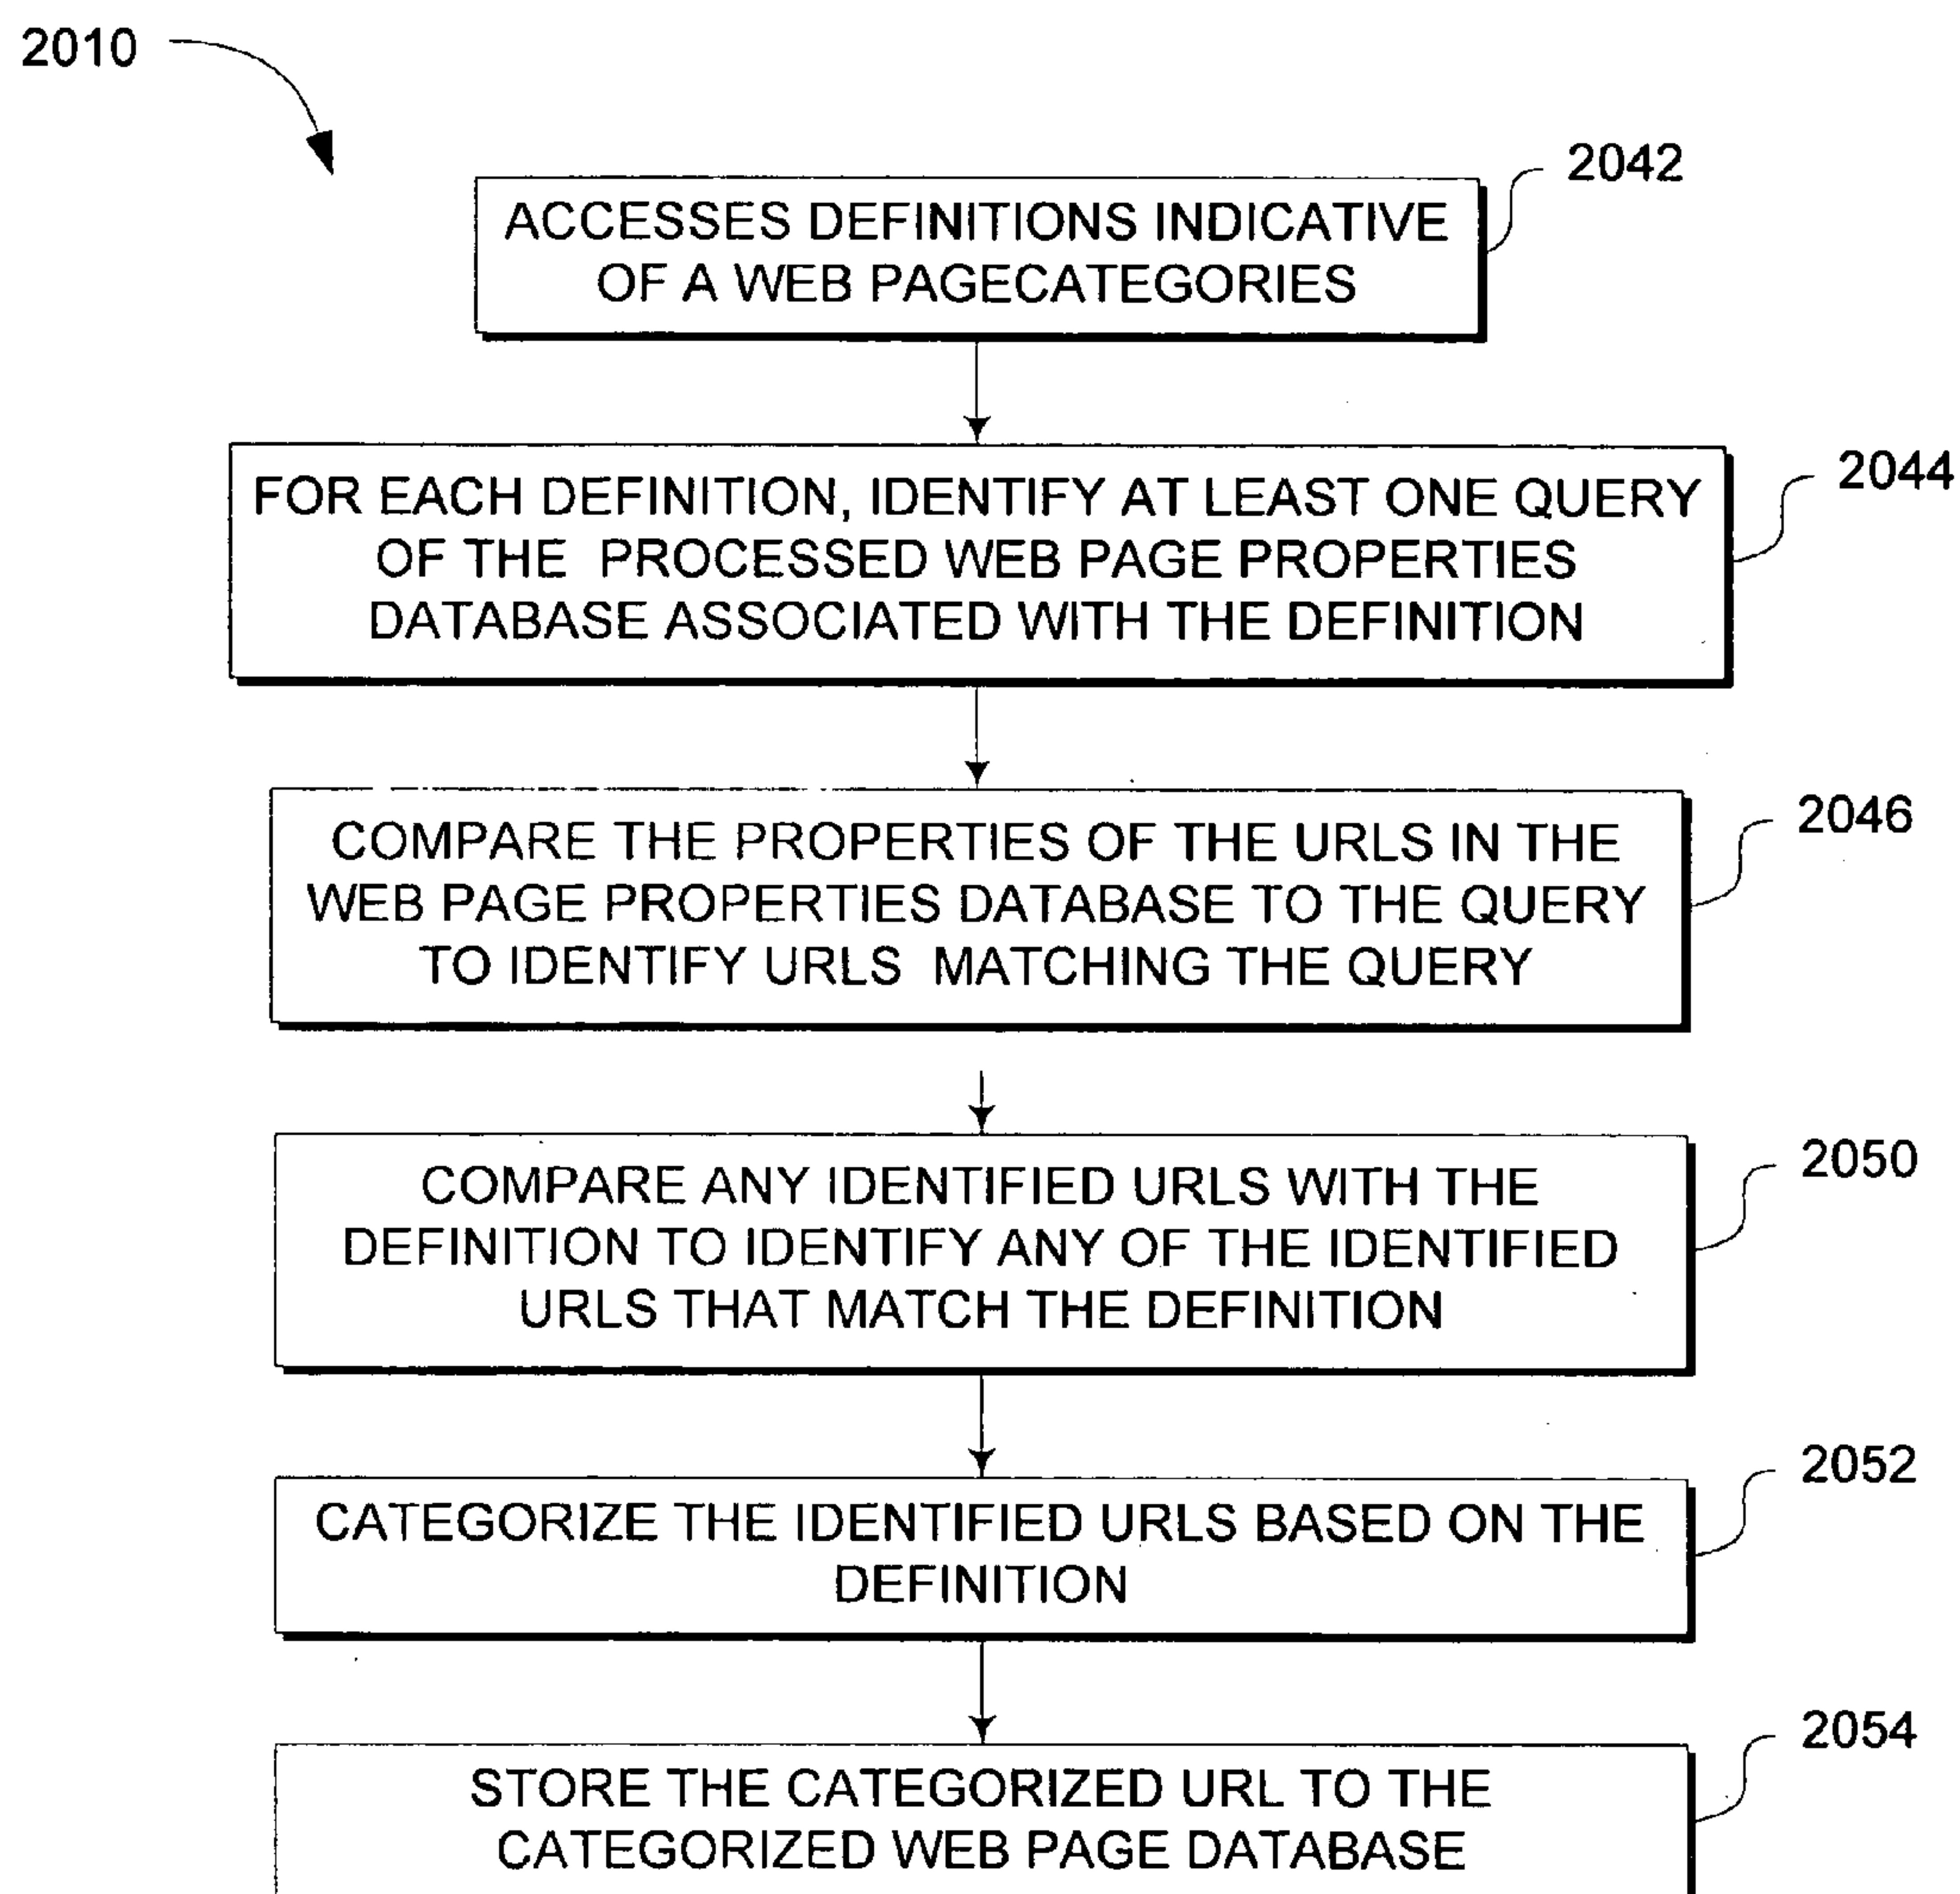 2010
2042
ACCESSES DEFINITIONS INDICATIVE
OF A WEB PAGECATEGORIES
2044
FOR EACH DEFINITION, IDENTIFY AT LEAST ONE QUERY
OF THE PROCESSED WEB PAGE PROPERTIES
DATABASE ASSOCIATED WITH THE DEFINITION
2046
COMPARE THE PROPERTIES OF THE URLS IN THE
WEB PAGE PROPERTIES DATABASE TO THE QUERY
TO IDENTIFY URLS MATCHING THE QUERY
2050
COMPARE ANY IDENTIFIED URLS WITH THE
DEFINITION TO IDENTIFY ANY OF THE IDENTIFIED
URLS THAT MATCH THE DEFINITION
2052
CATEGORIZE THE IDENTIFIED URLS BASED ON THE
DEFINITION
2054
STORE THE CATEGORIZED URL TO THE
CATEGORIZED WEB PAGE DATABASE